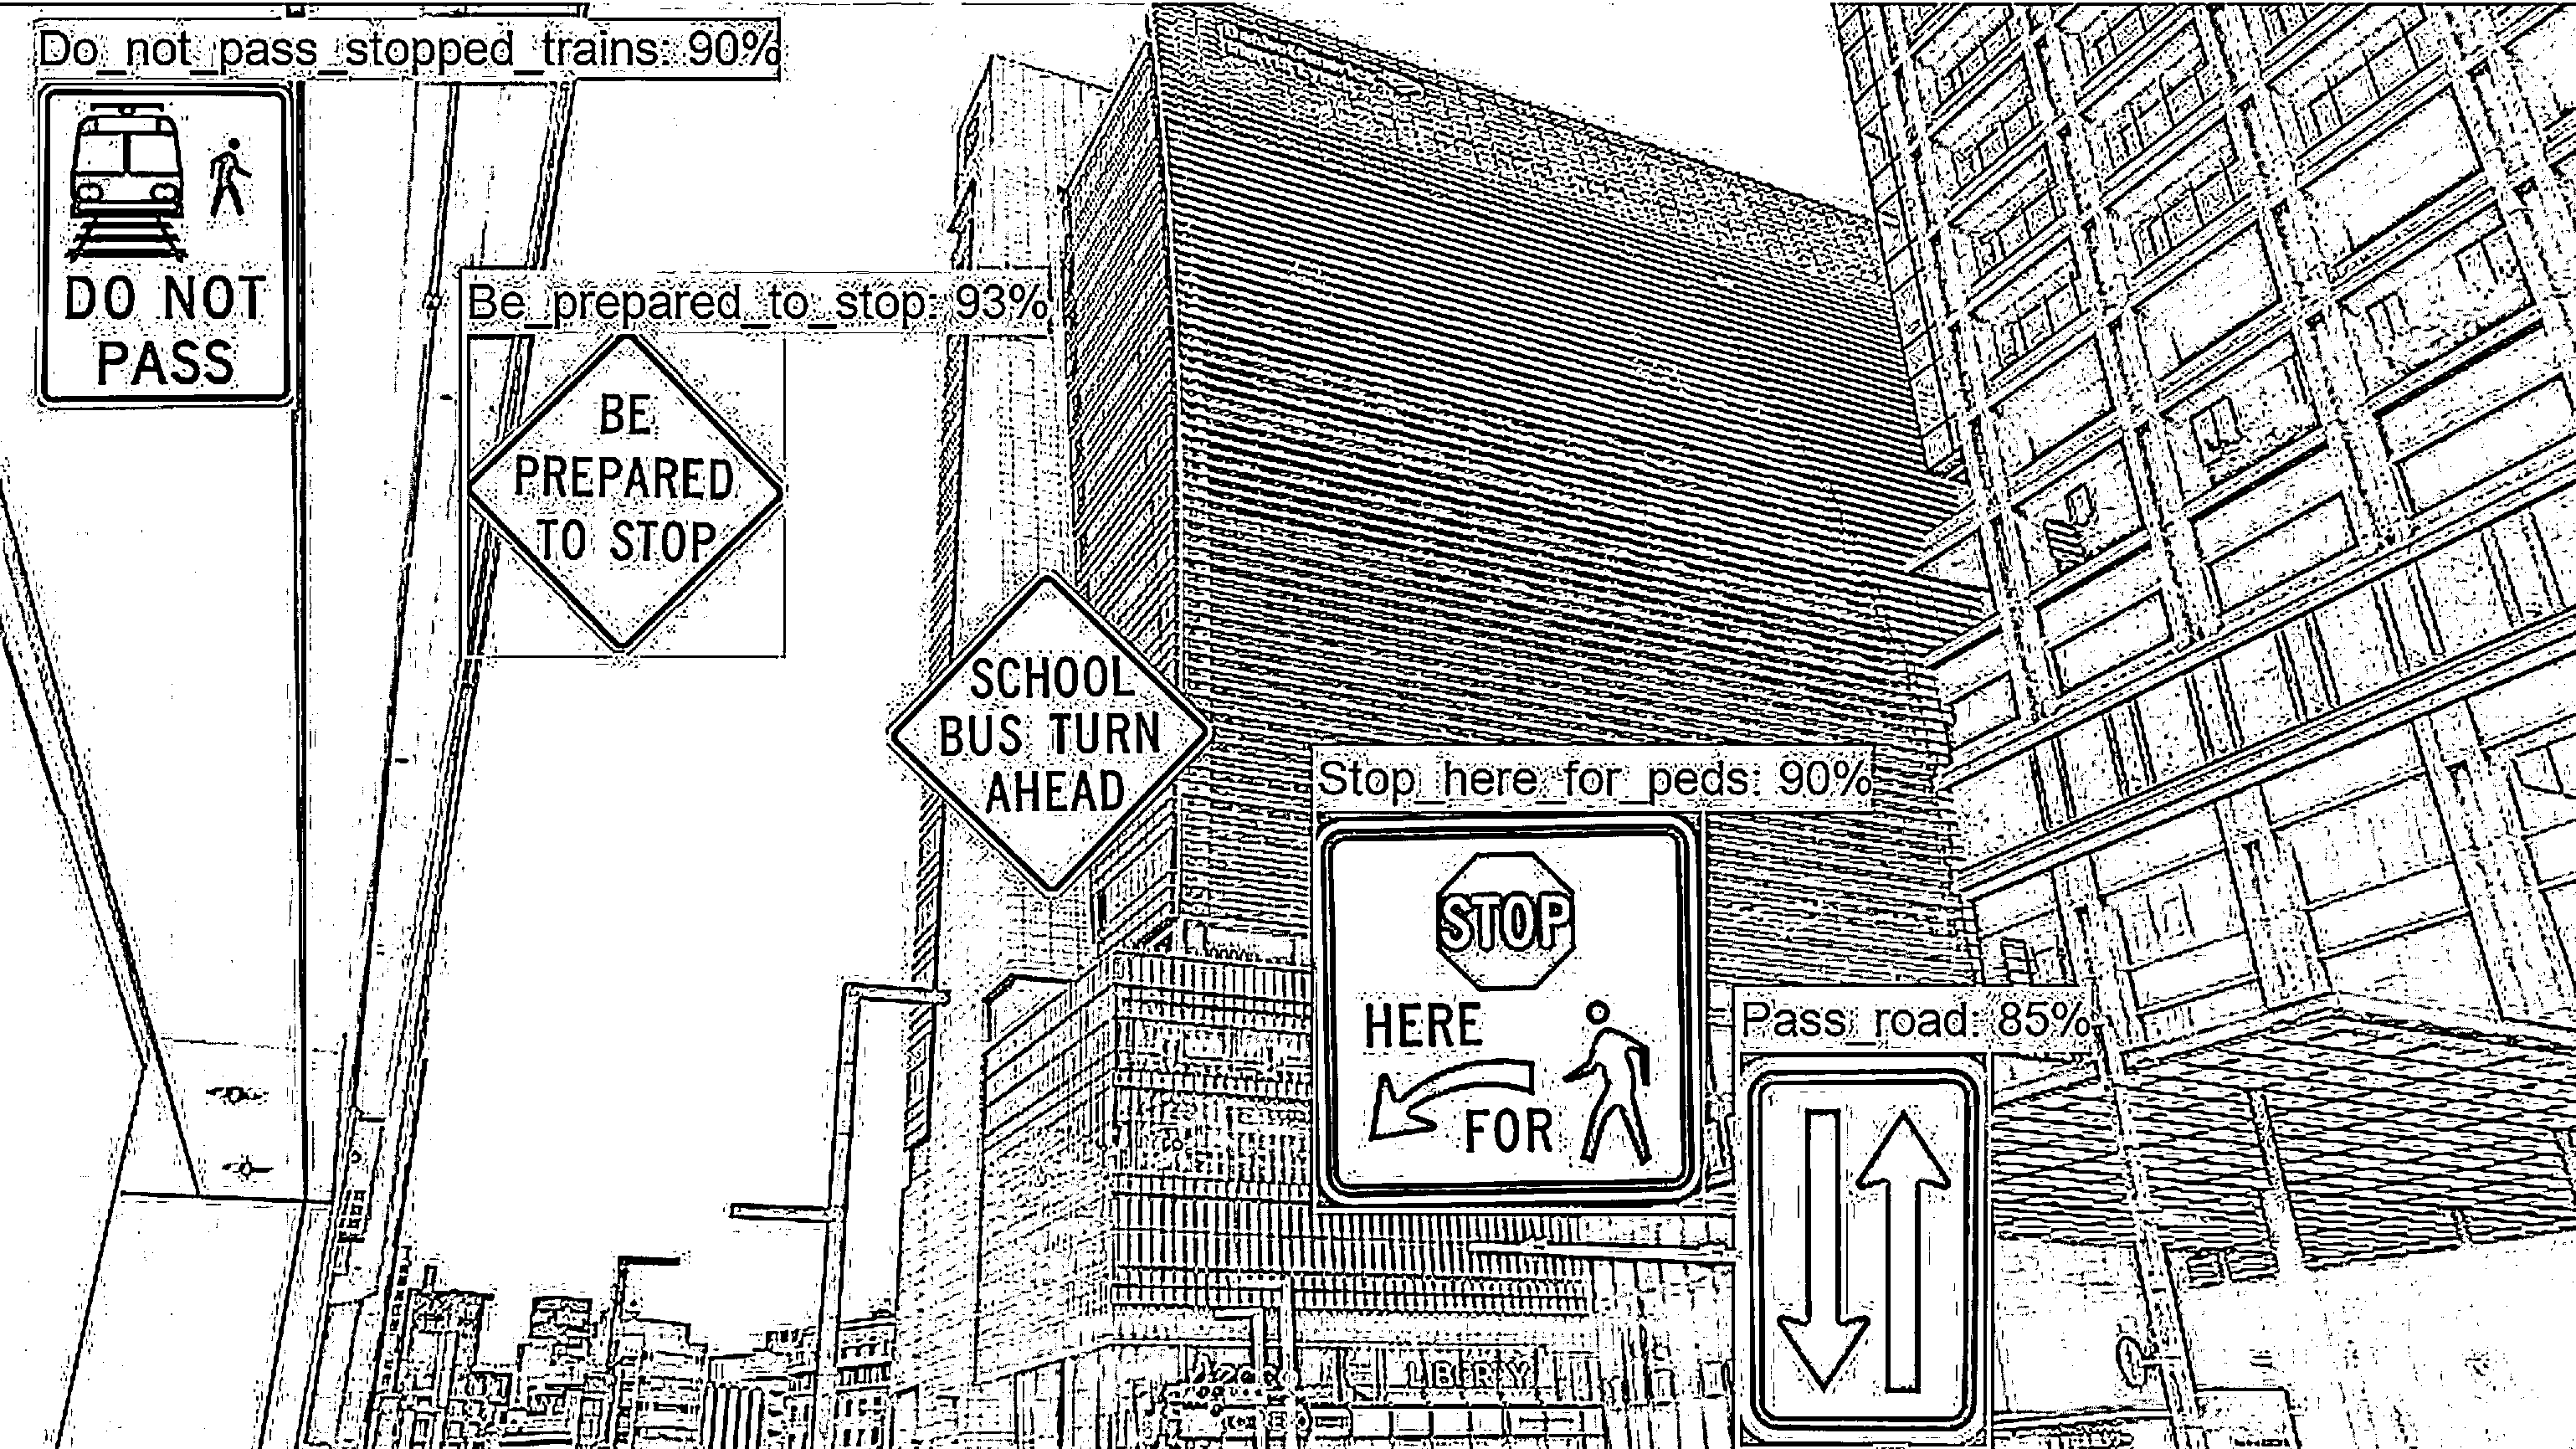 Do_not_pass_stopped_trains: 90%
DO NOT
PASS
Be_prepared_to_stop: 93%
BE
PREPARED
TO STOP
SCHOOL
BUS TURN
AHEAD
Stop_here_for_peds: 90%
STOP
HERE
FOR
Pass_road: 85%
LIBERTY